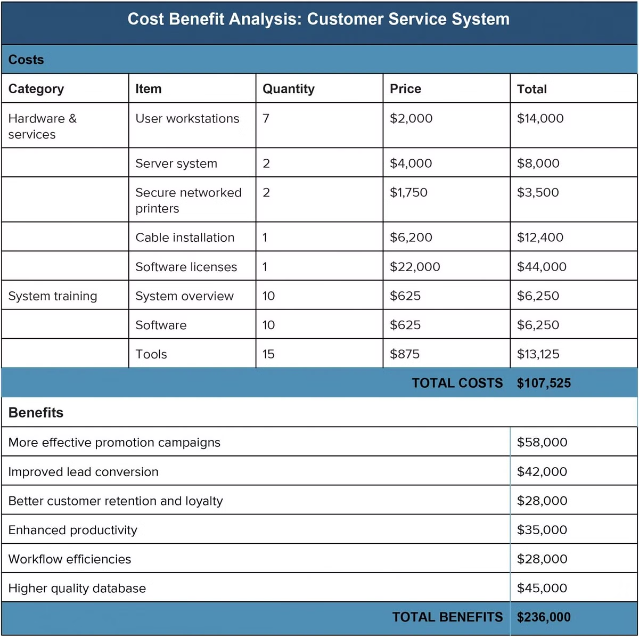 Cost Benefit Analysis: Customer Service System
Costs
Category Item Quantity Price Total
Hardware & services User workstations 7 $2,000 $14,000
Server system 2 $4,000 $8,000
Secure networked printers 2 $1,750 $3,500
Cable installation 1 $6,200 $12,400
Software licenses 1 $22,000 $44,000
System training System overview 10 $625 $6,250
Software 10 $625 $6,250
Tools 15 $875 $13,125
TOTAL COSTS $107,525
Benefits
More effective promotion campaigns $58,000
Improved lead conversion $42,000
Better customer retention and loyalty $28,000
Enhanced productivity $35,000
Workflow efficiencies $28,000
Higher quality database $45,000
TOTAL BENEFITS $236,000